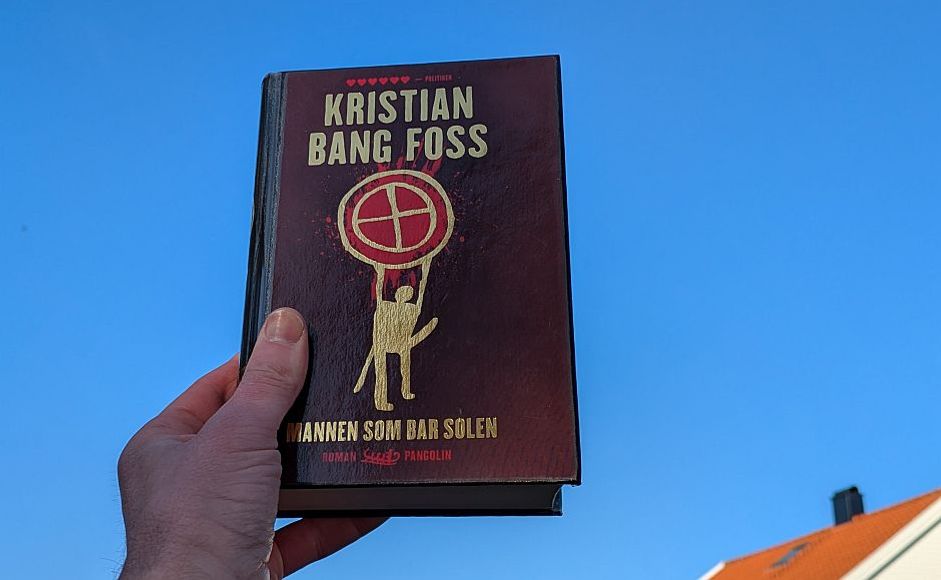 — POLITIKEN
KRISTIAN
BANG FOSS
MANNEN SOM BAR SOLEN
ROMAN PANGOLIN